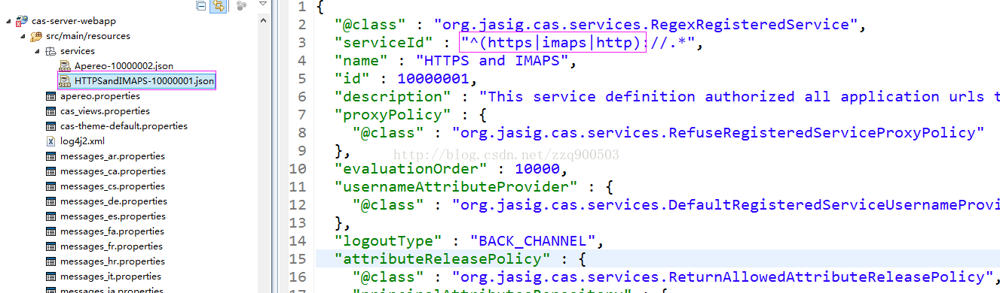 cas-server-webapp
src/main/resources
services
Apereo-10000002.json
HTTPSandIMAPS-10000001.json
apereo.properties
cas_views.properties
cas-theme-default.properties
log4j2.xml
messages_ar.properties
messages_ca.properties
messages_cs.properties
messages_de.properties
messages_es.properties
messages_fa.properties
messages_fr.properties
messages_hr.properties
messages_it.properties
messages_ja.properties
1 {
2 "@class" : "org.jasig.cas.services.RegexRegisteredService",
3 "serviceId" : "^(https|imaps|http)://.*",
4 "name" : "HTTPS and IMAPS",
5 "id" : 10000001,
6 "description" : "This service definition authorized all application urls t
7 "proxyPolicy" : {
8 "@class" : "org.jasig.cas.services.RefuseRegisteredServiceProxyPolicy"
9 },
http://blog.csdn.net/zzq900503
10 "evaluationOrder" : 10000,
11 "usernameAttributeProvider" : {
12 "@class" : "org.jasig.cas.services.DefaultRegisteredServiceUsernameProvi
13 },
14 "logoutType" : "BACK_CHANNEL",
15 "attributeReleasePolicy" : {
16 "@class" : "org.jasig.cas.services.ReturnAllowedAttributeReleasePolicy",
17 "principalAttributesRepository" : {